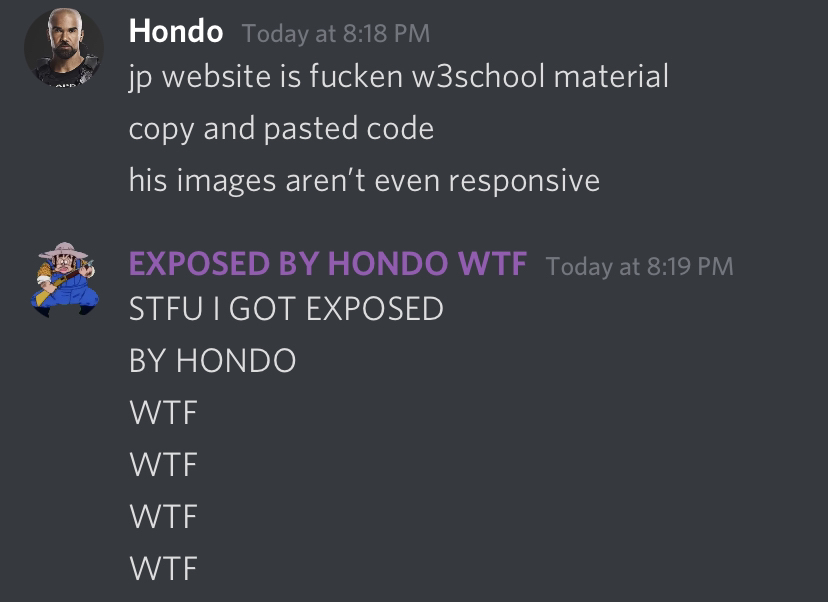 Hondo Today at 8:18 PM
jp website is fucken w3school material
copy and pasted code
his images aren’t even responsive
EXPOSED BY HONDO WTF Today at 8:19 PM
STFU I GOT EXPOSED
BY HONDO
WTF
WTF
WTF
WTF